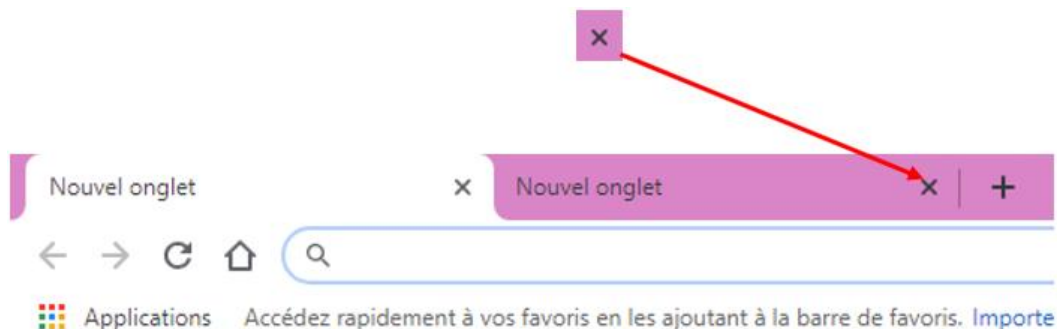 Nouvel onglet Nouvel onglet
Applications Accédez rapidement à vos favoris en les ajoutant à la barre de favoris. Importe